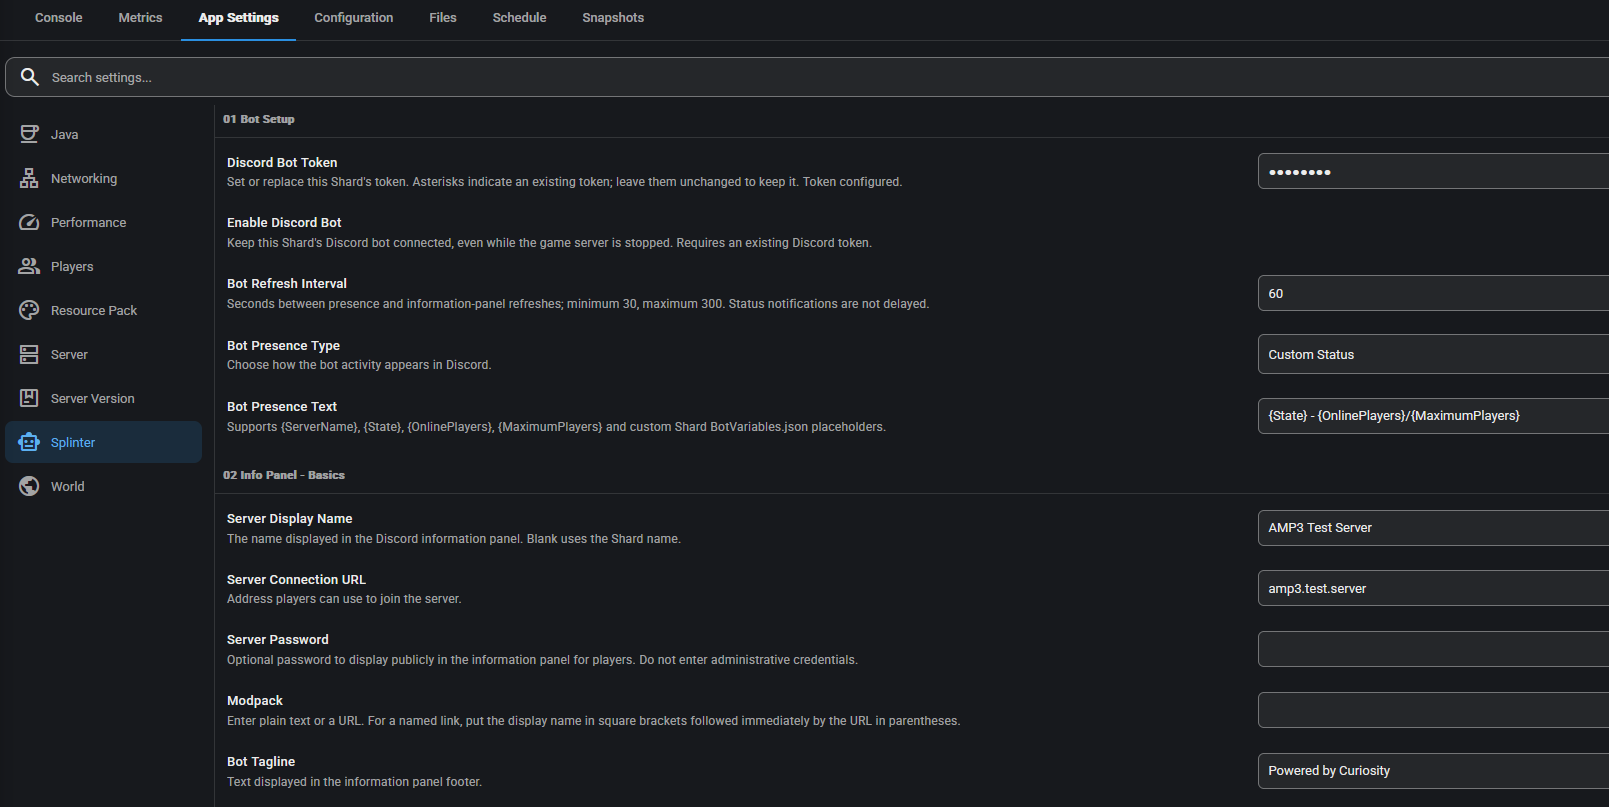 Console Metrics App Settings Configuration Files Schedule Snapshots
Search settings...
Java
Networking
Performance
Players
Resource Pack
Server
Server Version
Splinter
World
01 Bot Setup
Discord Bot Token
Set or replace this Shard's token. Asterisks indicate an existing token; leave them unchanged to keep it. Token configured.
••••••••
Enable Discord Bot
Keep this Shard's Discord bot connected, even while the game server is stopped. Requires an existing Discord token.
Bot Refresh Interval
Seconds between presence and information-panel refreshes; minimum 30, maximum 300. Status notifications are not delayed.
60
Bot Presence Type
Choose how the bot activity appears in Discord.
Custom Status
Bot Presence Text
Supports {ServerName}, {State}, {OnlinePlayers}, {MaximumPlayers} and custom Shard BotVariables.json placeholders.
{State} - {OnlinePlayers}/{MaximumPlayers}
02 Info Panel - Basics
Server Display Name
The name displayed in the Discord information panel. Blank uses the Shard name.
AMP3 Test Server
Server Connection URL
Address players can use to join the server.
amp3.test.server
Server Password
Optional password to display publicly in the information panel for players. Do not enter administrative credentials.
Modpack
Enter plain text or a URL. For a named link, put the display name in square brackets followed immediately by the URL in parentheses.
Bot Tagline
Text displayed in the information panel footer.
Powered by Curiosity